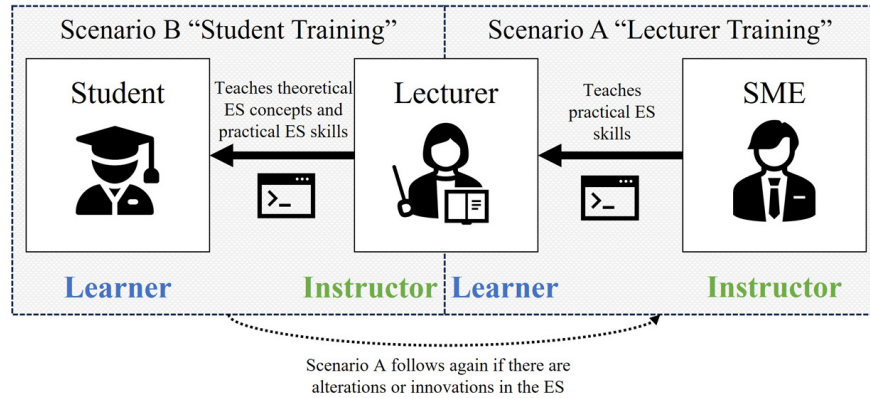 Scenario B “Student Training”
Scenario A “Lecturer Training”
Student
Teaches theoretical
ES concepts and
practical ES skills
Lecturer
Teaches
practical ES
skills
SME
>_
>_
Learner
Instructor
Learner
Instructor
Scenario A follows again if there are
alterations or innovations in the ES